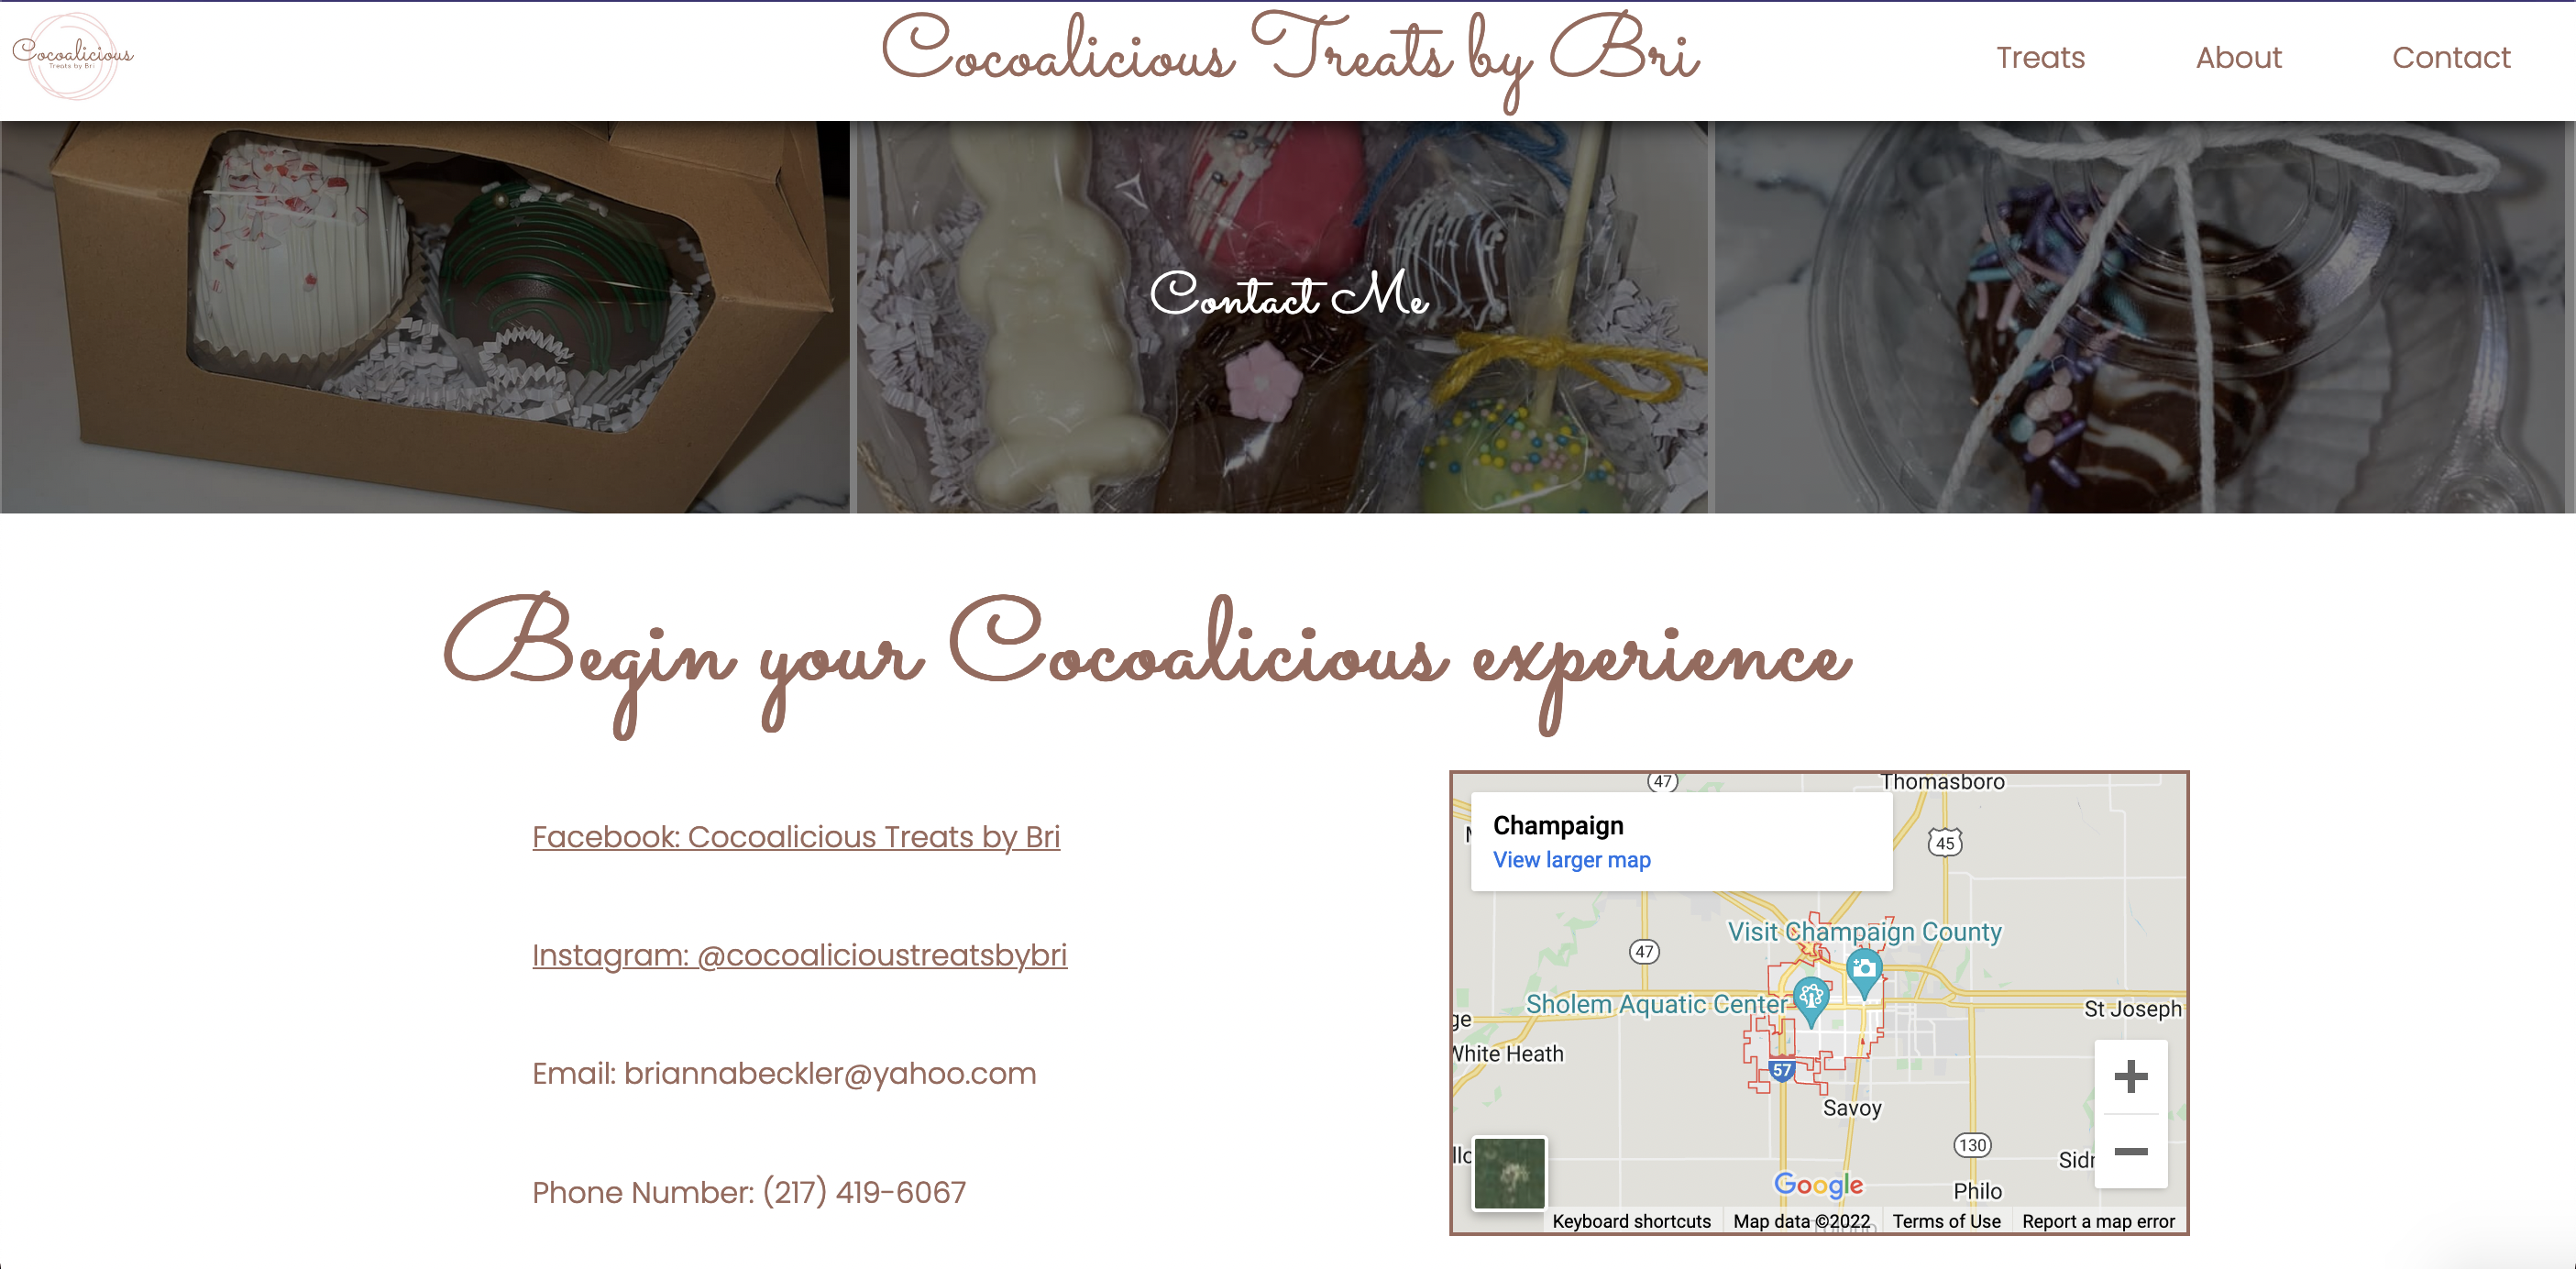 Cocoalicious
Treats by Bri
Cocoalicious Treats by Bri
Treats
About
Contact
Contact Me
Begin your Cocoalicious experience
Facebook: Cocoalicious Treats by Bri
Instagram: @cocoalicioustreatsbybri
Email: briannabeckler@yahoo.com
Phone Number: (217) 419-6067
47
Thomasboro
Champaign
View larger map
45
Visit Champaign County
47
Sholem Aquatic Center
St Joseph
ge
White Heath
57
Savoy
130
Sidn
Google
Philo
Keyboard shortcuts
Map data ©2022
Terms of Use
Report a map error